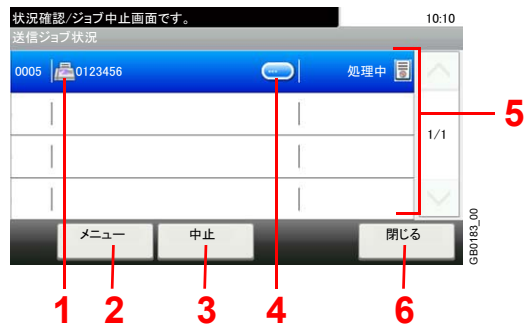 状況確認/ジョブ中止画面です。 10:10
送信ジョブ状況
0005 0123456 処理中
5
1/1
メニュー 中止 閉じる
GB0183_00
1 2 3 4 6